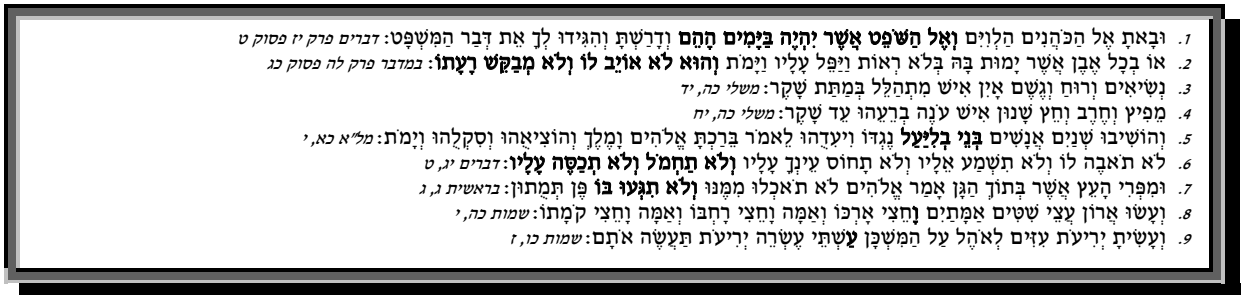 1. וּבָאתָ אֶל הַכֹּהֲנִים הַלְוִיִּם וְאֶל הַשֹּׁפֵט אֲשֶׁר יִהְיֶה בַּיָּמִים הָהֵם וְדָרַשְׁתָּ וְהִגִּידוּ לְךָ אֵת דְּבַר הַמִּשְׁפָּט: דברים פרק יז פסוק ט
2. אוֹ בְכָל אֶבֶן אֲשֶׁר יָמוּת בָּהּ בְּלֹא רְאוֹת וַיַּפֵּל עָלָיו וַיָּמֹת וְהוּא לֹא אוֹיֵב לוֹ וְלֹא מְבַקֵּשׁ רָעָתוֹ: במדבר פרק לה פסוק כג
3. נְשִׂיאִים וְרוּחַ וְגֶשֶׁם אָיִן אִישׁ מִתְהַלֵּל בְּמַתַּת שָׁקֶר: משלי כה, יד
4. מֵפִיץ וְחֶרֶב וְחֵץ שָׁנוּן אִישׁ עֹנֶה בְרֵעֵהוּ עֵד שָׁקֶר: משלי כה, יח
5. וְהוֹשִׁיבוּ שְׁנַיִם אֲנָשִׁים בְּנֵי בְלִיַּעַל נֶגְדּוֹ וִיעִדֻהוּ לֵאמֹר בֵּרַכְתָּ אֱלֹהִים וָמֶלֶךְ וְהוֹצִיאֻהוּ וְסִקְלֻהוּ וְיָמֹת: מל"א כא, י
6. לֹא תֹאבֶה לוֹ וְלֹא תִשְׁמַע אֵלָיו וְלֹא תָחוֹס עֵינְךָ עָלָיו וְלֹא תַחְמֹל וְלֹא תְכַסֶּה עָלָיו: דברים יג, ט
7. וּמִפְּרִי הָעֵץ אֲשֶׁר בְּתוֹךְ הַגָּן אָמַר אֱלֹהִים לֹא תֹאכְלוּ מִמֶּנּוּ וְלֹא תִגְּעוּ בּוֹ פֶּן תְּמֻתוּן: בראשית ג, ג
8. וְעָשׂוּ אֲרוֹן עֲצֵי שִׁטִּים אַמָּתַיִם וָחֵצִי אָרְכּוֹ וְאַמָּה וָחֵצִי רָחְבּוֹ וְאַמָּה וָחֵצִי קֹמָתוֹ: שמות כה, י
9. וְעָשִׂיתָ יְרִיעֹת עִזִּים לְאֹהֶל עַל הַמִּשְׁכָּן עַשְׁתֵּי עֶשְׂרֵה יְרִיעֹת תַּעֲשֶׂה אֹתָם: שמות כו, ז